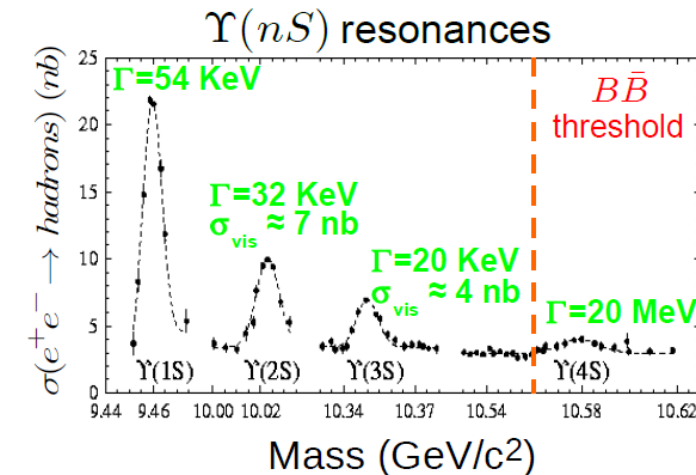 ϒ(nS) resonances
σ(e⁺e⁻ → hadrons) (nb)
25
20
15
10
5
0
Γ=54 KeV
Γ=32 KeV
σvis ≈ 7 nb
Γ=20 KeV
σvis ≈ 4 nb
Γ=20 MeV
BB̄
threshold
ϒ(1S) ϒ(2S) ϒ(3S) ϒ(4S)
9.44 9.46 10.00 10.02 10.34 10.37 10.54 10.58 10.62
Mass (GeV/c²)